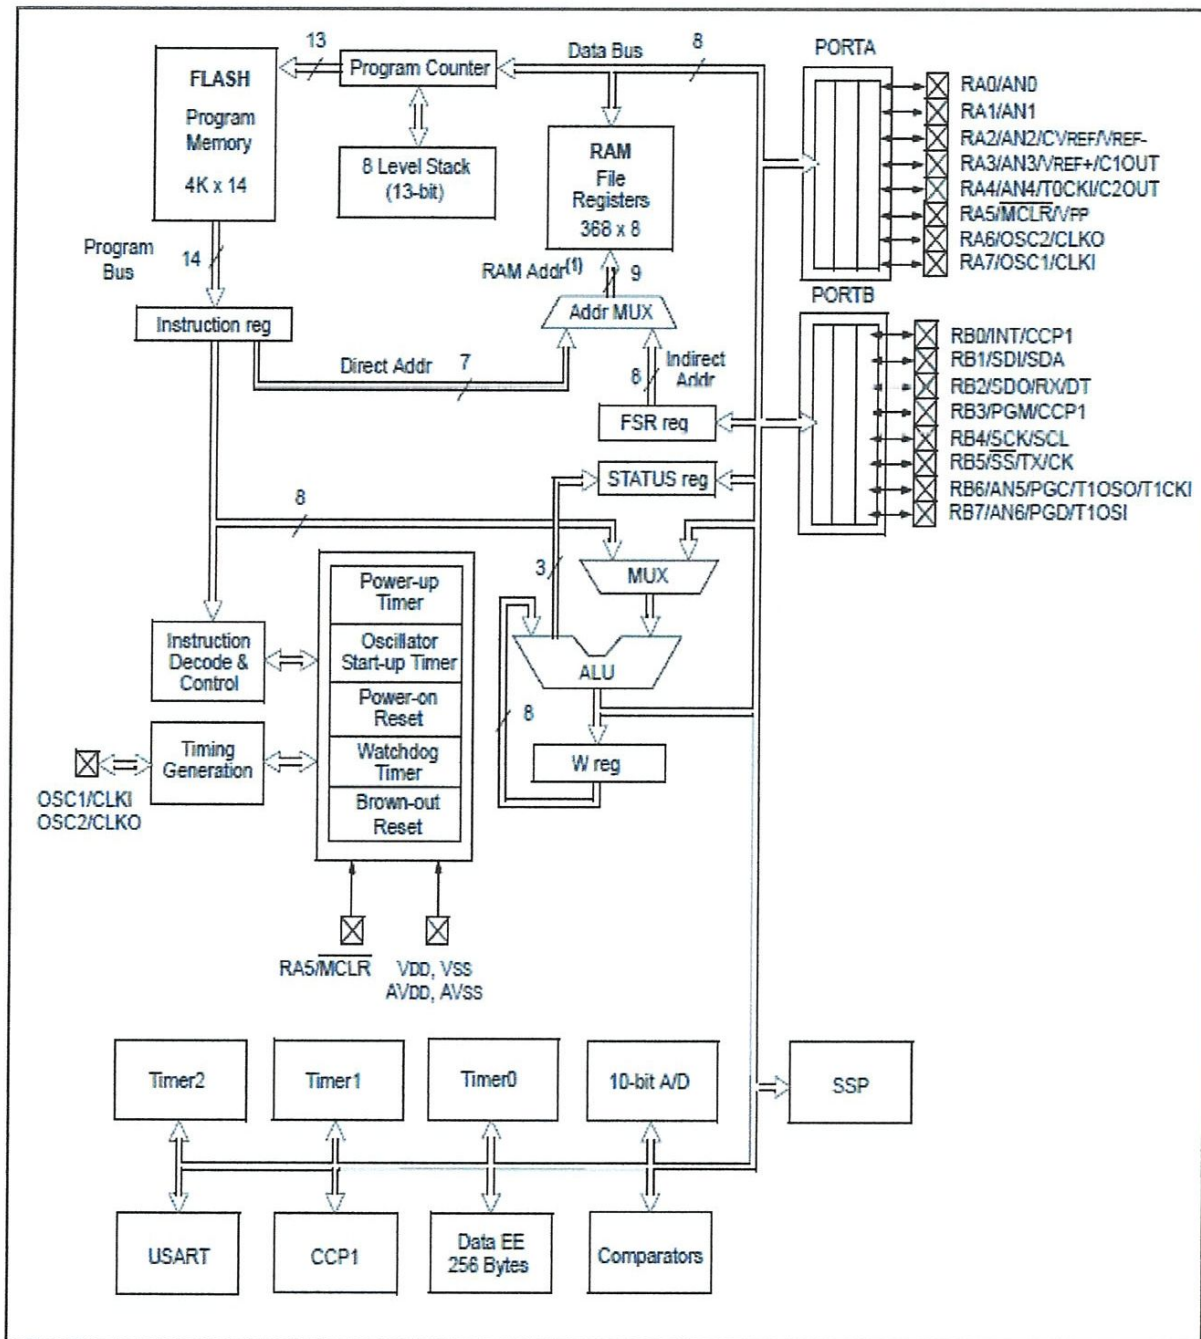 13
Program Counter
Data Bus
8
PORTA
FLASH
Program
Memory
4K x 14
8 Level Stack
(13-bit)
RAM
File
Registers
368 x 8
RA0/AN0
RA1/AN1
RA2/AN2/CVREF/VREF-
RA3/AN3/VREF+/C1OUT
RA4/AN4/T0CKI/C2OUT
RA5/MCLR/VPP
RA6/OSC2/CLKO
RA7/OSC1/CLKI
Program
Bus
14
RAM Addr(1)
9
PORTB
Instruction reg
Addr MUX
Direct Addr
7
Indirect
Addr
8
FSR reg
STATUS reg
RB0/INT/CCP1
RB1/SDI/SDA
RB2/SDO/RX/DT
RB3/PGM/CCP1
RB4/SCK/SCL
RB5/SS/TX/CK
RB6/AN5/PGC/T1OSO/T1CKI
RB7/AN6/PGD/T1OSI
8
3
MUX
Power-up
Timer
Instruction
Decode &
Control
Oscillator
Start-up Timer
ALU
Power-on
Reset
8
Timing
Generation
Watchdog
Timer
W reg
OSC1/CLKI
OSC2/CLKO
Brown-out
Reset
RA5/MCLR
VDD, VSS
AVDD, AVSS
Timer2
Timer1
Timer0
10-bit A/D
SSP
USART
CCP1
Data EE
256 Bytes
Comparators